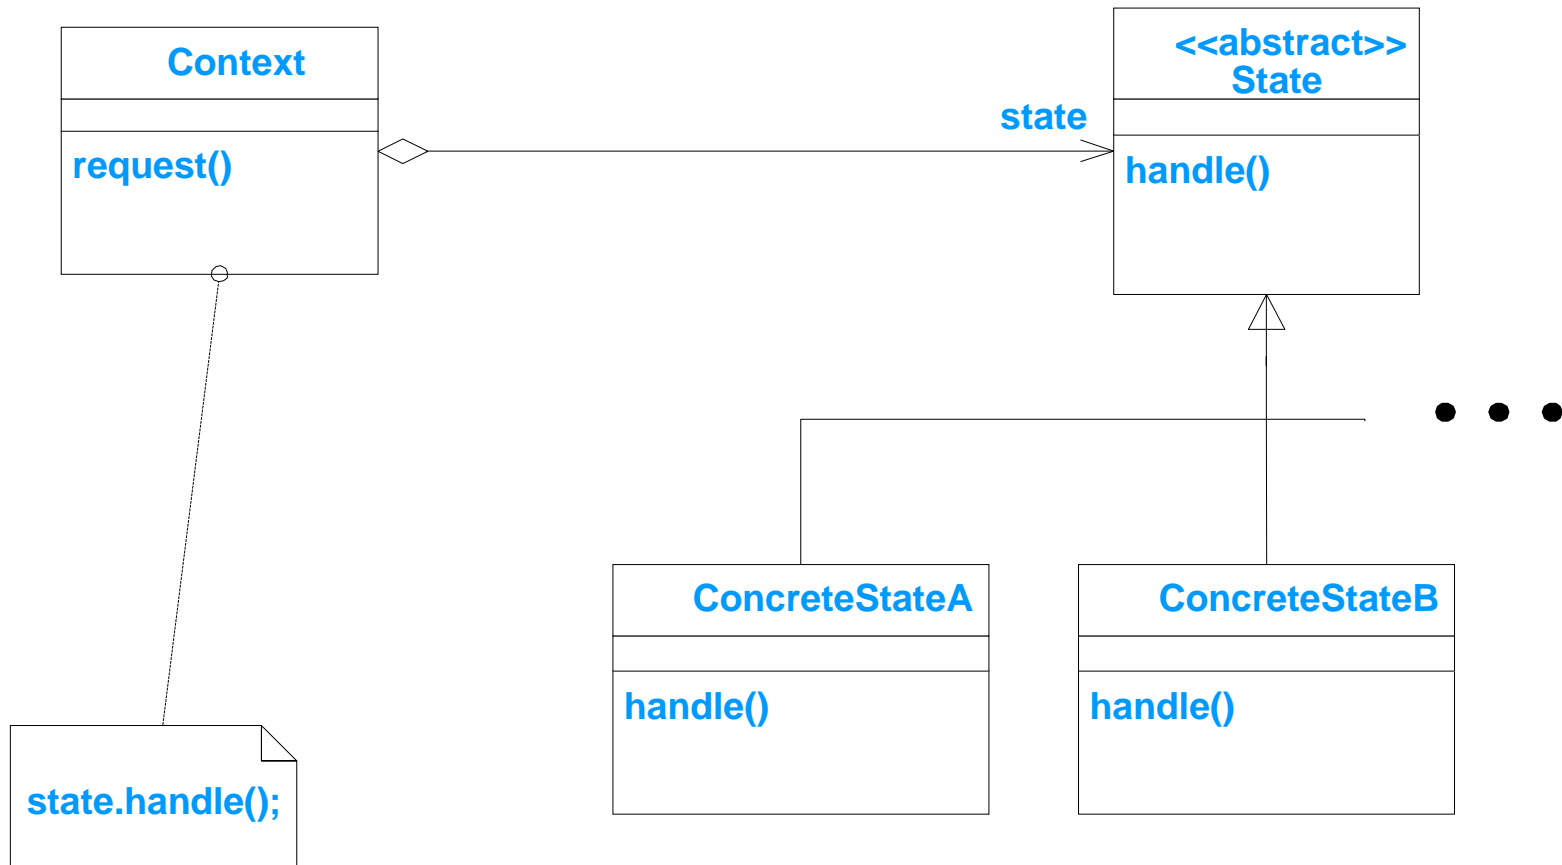 Context
request()
state
<<abstract>>
State
handle()
ConcreteStateA
handle()
ConcreteStateB
handle()
state.handle();